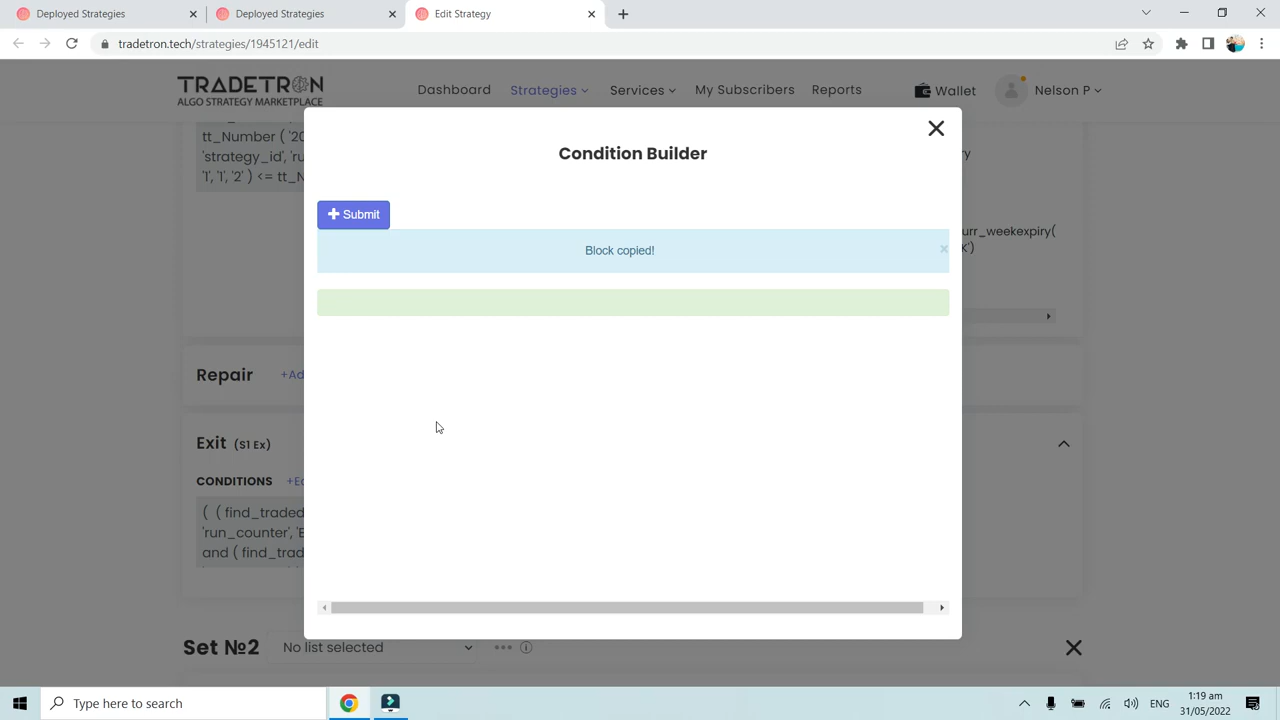 Deployed Strategies
Deployed Strategies
Edit Strategy
tradetron.tech/strategies/1945121/edit
TRADETRON
ALGO STRATEGY MARKETPLACE
Dashboard
Strategies
Services
My Subscribers
Reports
Wallet
Nelson P
Condition Builder
+ Submit
Block copied!
tt_Number ( '20
'strategy_id', 'ru
'1', '1', '2' ) <= tt_N
urr_weekexpiry(
K')
Repair
+Ad
Exit (S1 Ex)
CONDITIONS
+Ed
( ( find_traded
'run_counter', 'E
and ( find_trad
Set №2
No list selected
Type here to search
ENG
1:19 am
31/05/2022